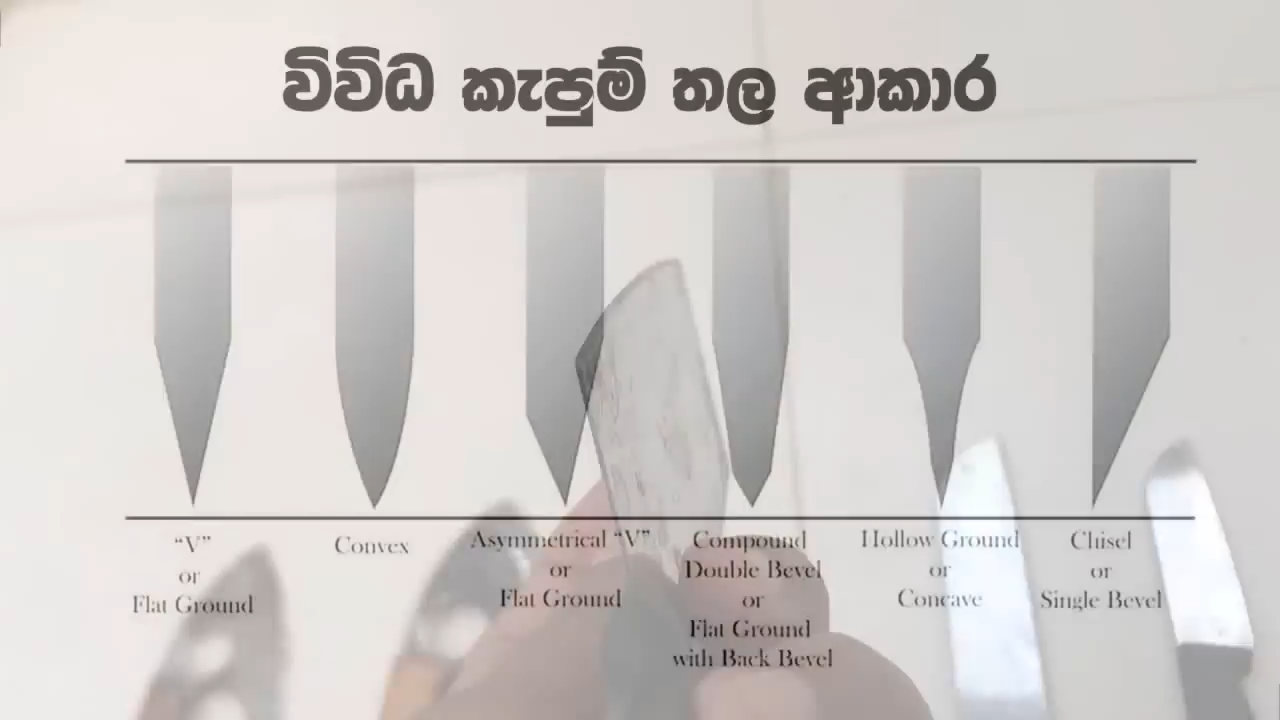 විවිධ කැපුම් තල ආකාර
“V”
or
Flat Ground
Convex
Asymmetrical “V”
or
Flat Ground
Compound
Double Bevel
or
Flat Ground
with Back Bevel
Hollow Ground
or
Concave
Chisel
or
Single Bevel